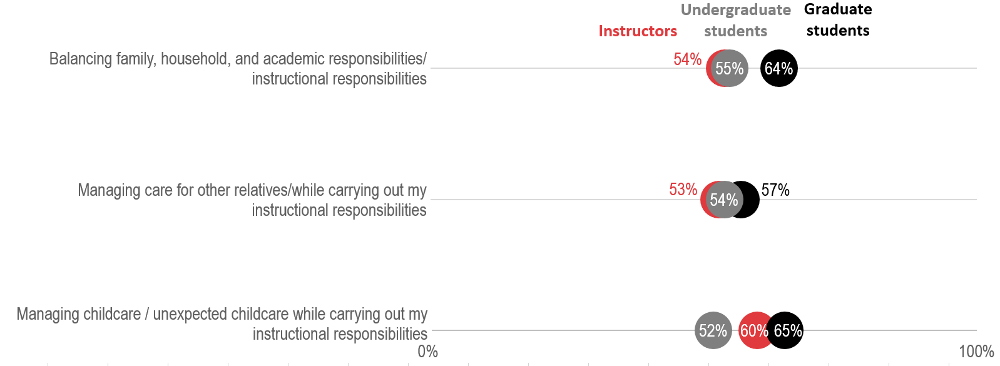 Undergraduate
students
Graduate
students
Instructors
Balancing family, household, and academic responsibilities/
instructional responsibilities
54%
55%
64%
Managing care for other relatives/while carrying out my
instructional responsibilities
53%
54%
57%
Managing childcare / unexpected childcare while carrying out my
instructional responsibilities
52%
60%
65%
0%
100%